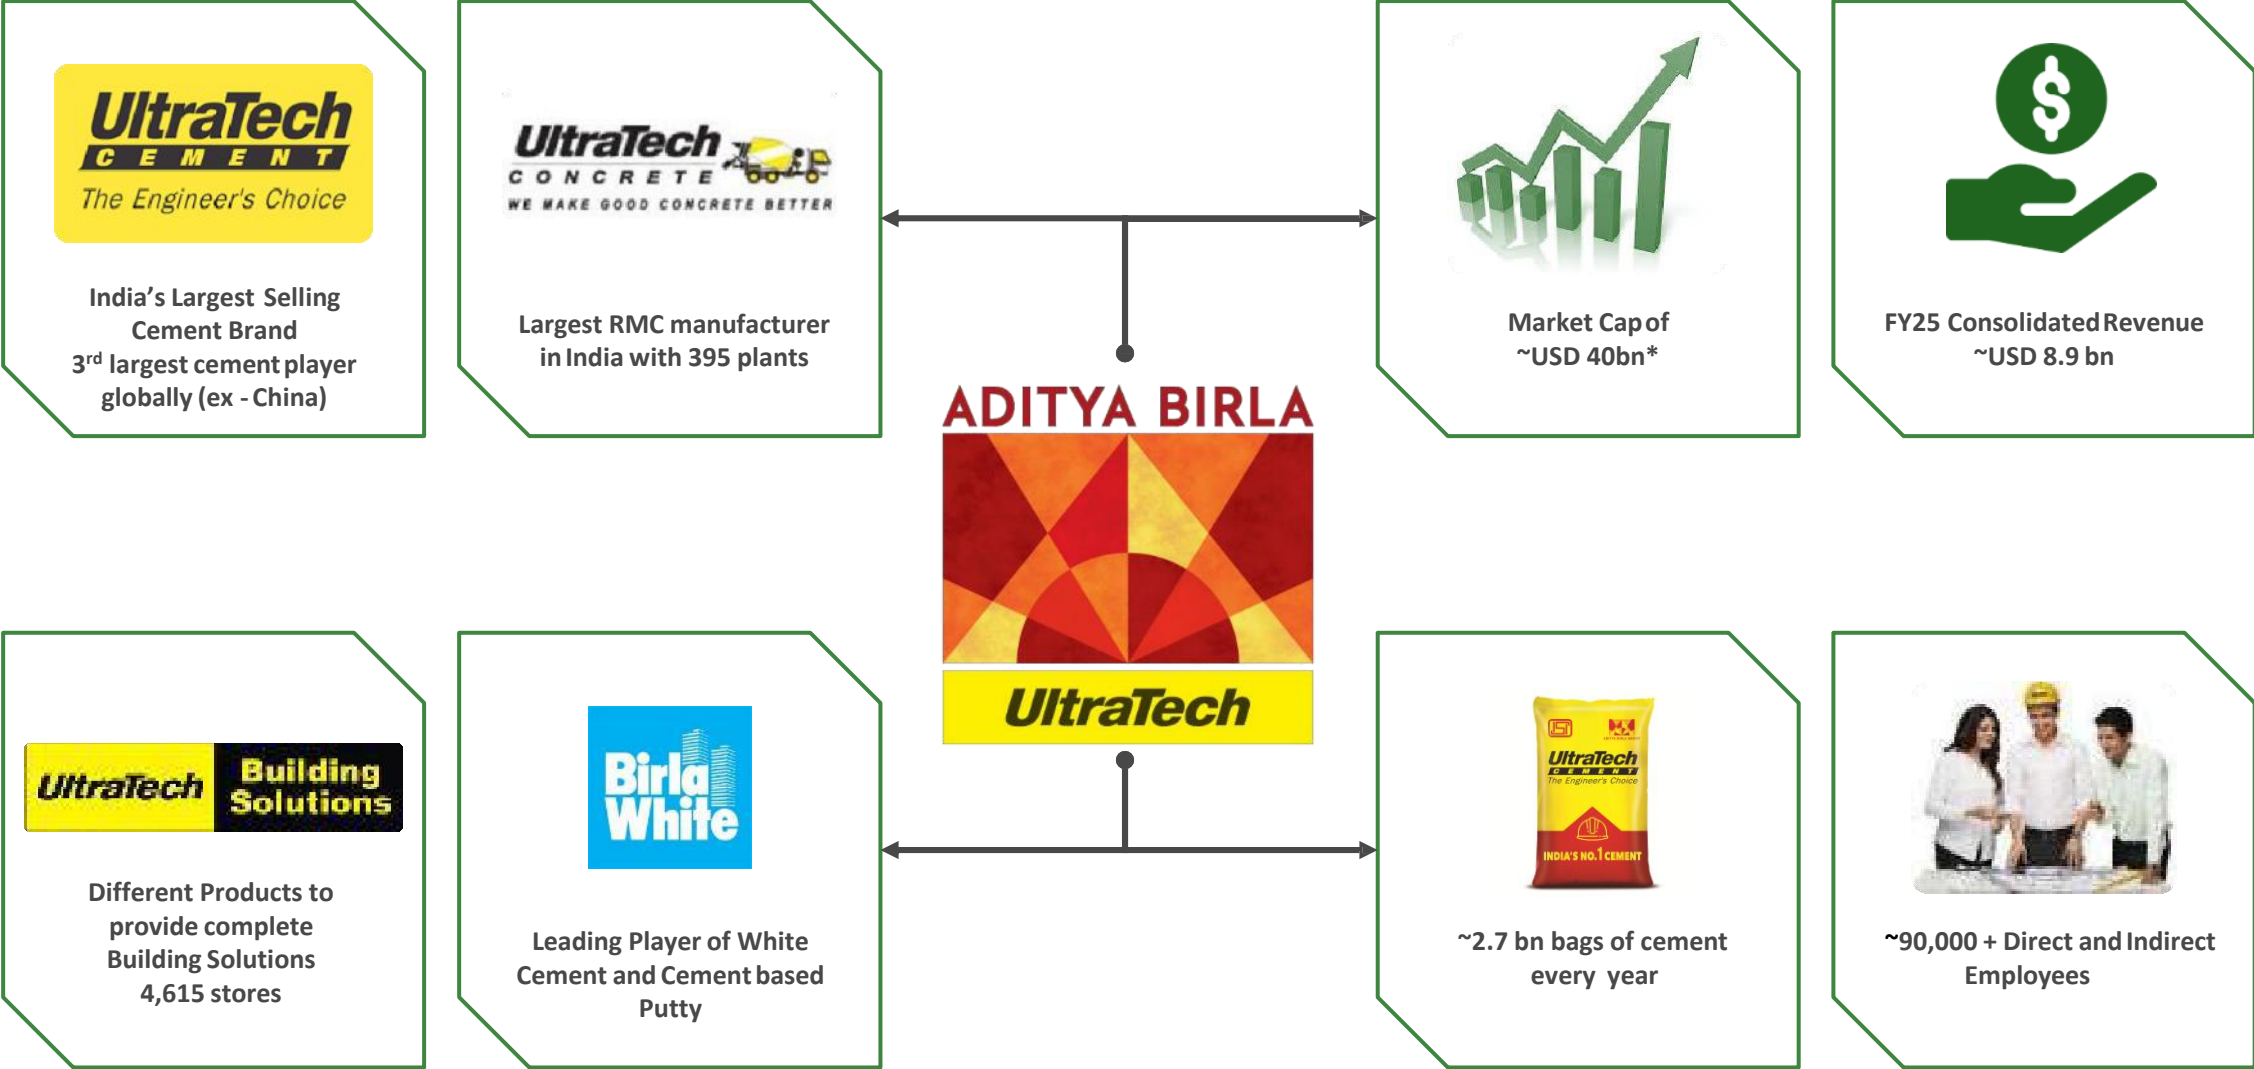 UltraTech
CEMENT
The Engineer's Choice
India's Largest Selling
Cement Brand
3rd largest cement player
globally (ex - China)
UltraTech
CONCRETE
WE MAKE GOOD CONCRETE BETTER
Largest RMC manufacturer
in India with 395 plants
Market Cap of
~USD 40bn*
$
FY25 Consolidated Revenue
~USD 8.9 bn
ADITYA BIRLA
UltraTech
UltraTech
Building
Solutions
Different Products to
provide complete
Building Solutions
4,615 stores
Birla
White
Leading Player of White
Cement and Cement based
Putty
ISI
UltraTech
CEMENT
The Engineer's Choice
INDIA'S NO.1 CEMENT
~2.7 bn bags of cement
every year
~90,000 + Direct and Indirect
Employees